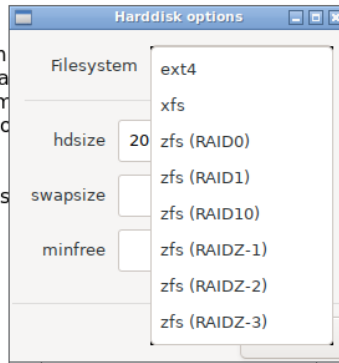 Harddisk options
Filesystem
ext4
xfs
hdsize 20
zfs (RAID0)
zfs (RAID1)
swapsize
zfs (RAID10)
minfree
zfs (RAIDZ-1)
zfs (RAIDZ-2)
zfs (RAIDZ-3)